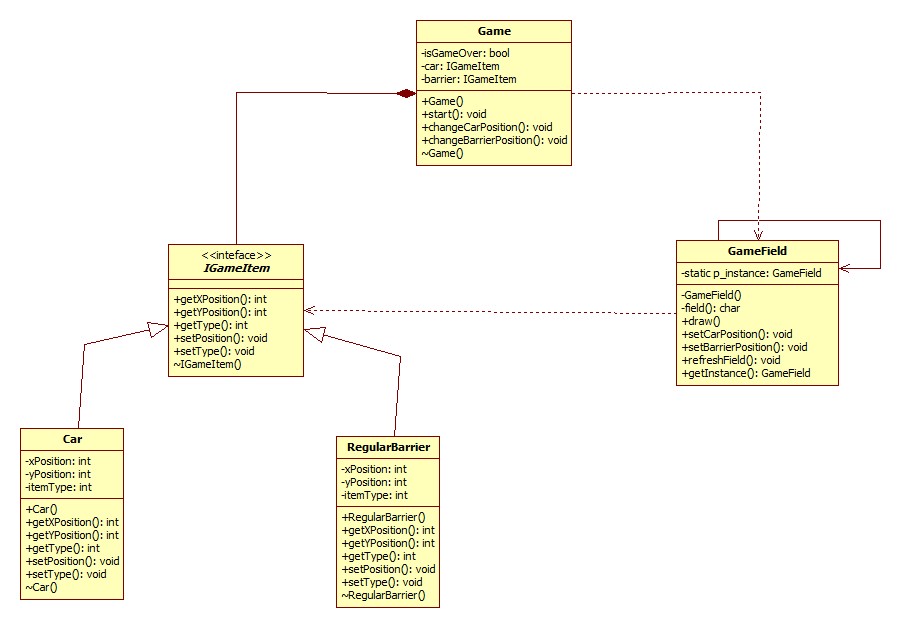 Game
-isGameOver: bool
-car: IGameItem
-barrier: IGameItem
+Game()
+start(): void
+changeCarPosition(): void
+changeBarrierPosition(): void
~Game()
<<inteface>>
IGameItem
+getXPosition(): int
+getYPosition(): int
+getType(): int
+setPosition(): void
+setType(): void
~IGameItem()
GameField
-static p_instance: GameField
-GameField()
-field(): char
+draw()
+setCarPosition(): void
+setBarrierPosition(): void
+refreshField(): void
+getInstance(): GameField
Car
-xPosition: int
-yPosition: int
-itemType: int
+Car()
+getXPosition(): int
+getYPosition(): int
+getType(): int
+setPosition(): void
+setType(): void
~Car()
RegularBarrier
-xPosition: int
-yPosition: int
-itemType: int
+RegularBarrier()
+getXPosition(): int
+getYPosition(): int
+getType(): int
+setPosition(): void
+setType(): void
~RegularBarrier()